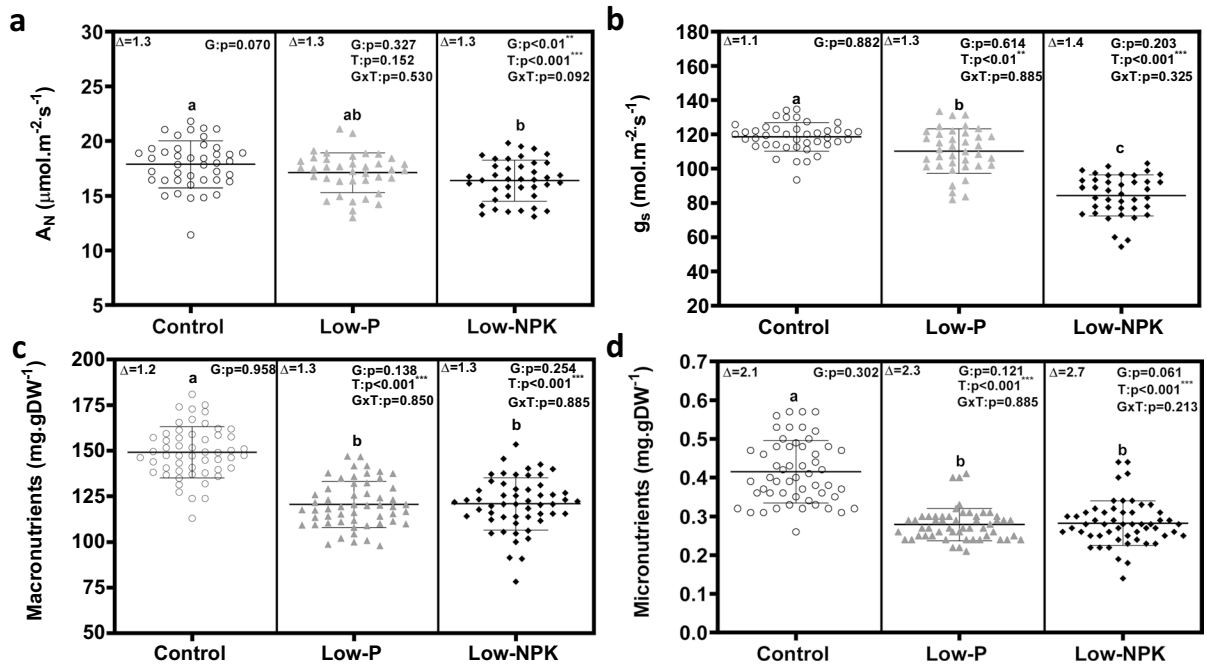 a
Δ=1.3 G:p=0.070 Δ=1.3 G:p=0.327 Δ=1.3 G:p<0.01**
T:p=0.152 T:p<0.001***
GxT:p=0.530 GxT:p=0.092
a ab b
30
25
20
15
10
5
A_N (μmol.m⁻²·s⁻¹)
Control Low-P Low-NPK
b
Δ=1.1 G:p=0.882 Δ=1.3 G:p=0.614 Δ=1.4 G:p=0.203
T:p<0.01** T:p<0.001***
GxT:p=0.885 GxT:p=0.325
a b c
180
160
140
120
100
80
60
40
20
g_s (mol.m⁻²·s⁻¹)
Control Low-P Low-NPK
c
Δ=1.2 G:p=0.958 Δ=1.3 G:p=0.138 Δ=1.3 G:p=0.254
T:p<0.001*** T:p<0.001***
GxT:p=0.850 GxT:p=0.885
a b b
200
175
150
125
100
75
50
Macronutrients (mg.gDW⁻¹)
Control Low-P Low-NPK
d
Δ=2.1 G:p=0.302 Δ=2.3 G:p=0.121 Δ=2.7 G:p=0.061
T:p<0.001*** T:p<0.001***
GxT:p=0.885 GxT:p=0.213
a b b
0.7
0.6
0.5
0.4
0.3
0.2
0.1
0.0
Micronutrients (mg.gDW⁻¹)
Control Low-P Low-NPK